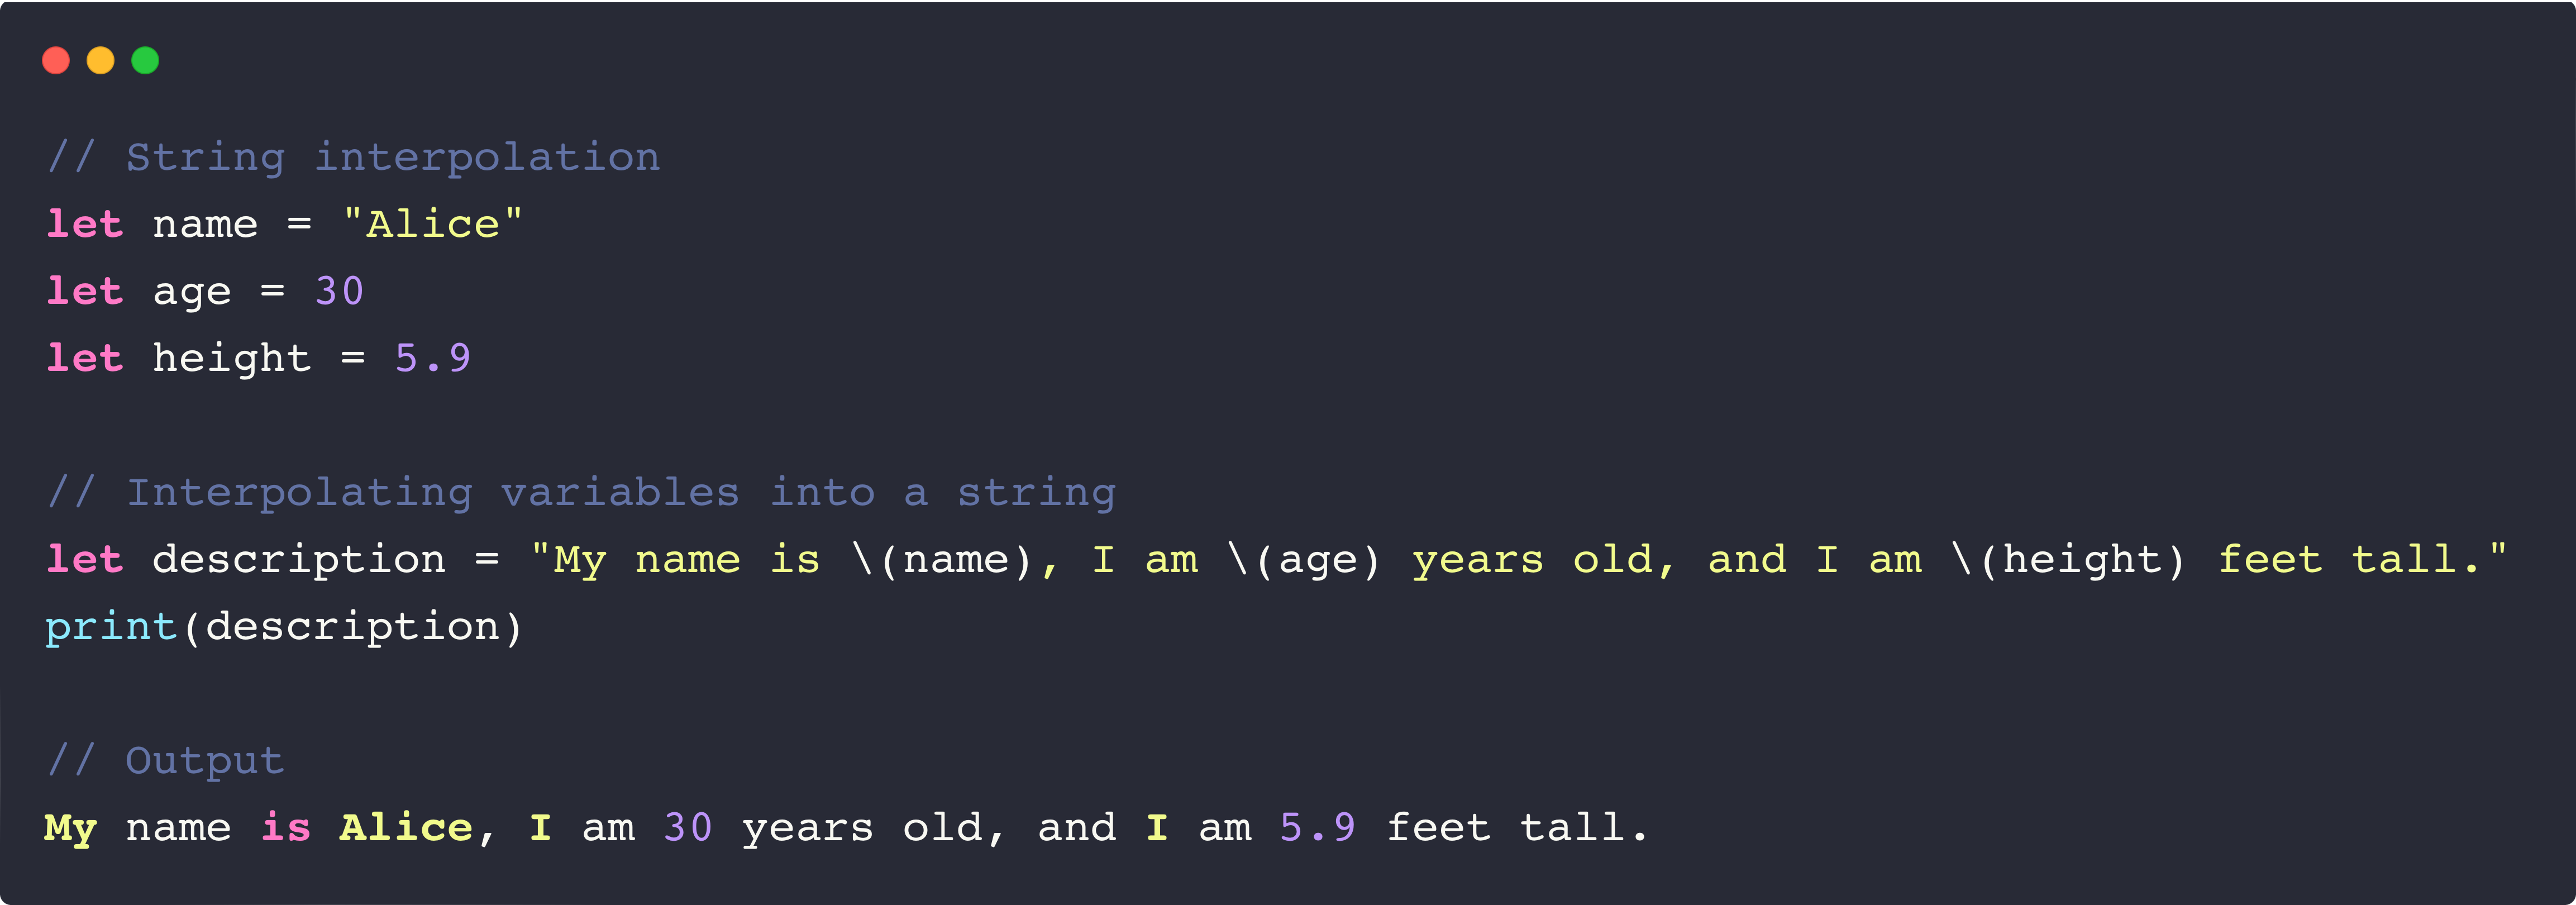 // String interpolation
let name = "Alice"
let age = 30
let height = 5.9
// Interpolating variables into a string
let description = "My name is \(name), I am \(age) years old, and I am \(height) feet tall."
print(description)
// Output
My name is Alice, I am 30 years old, and I am 5.9 feet tall.